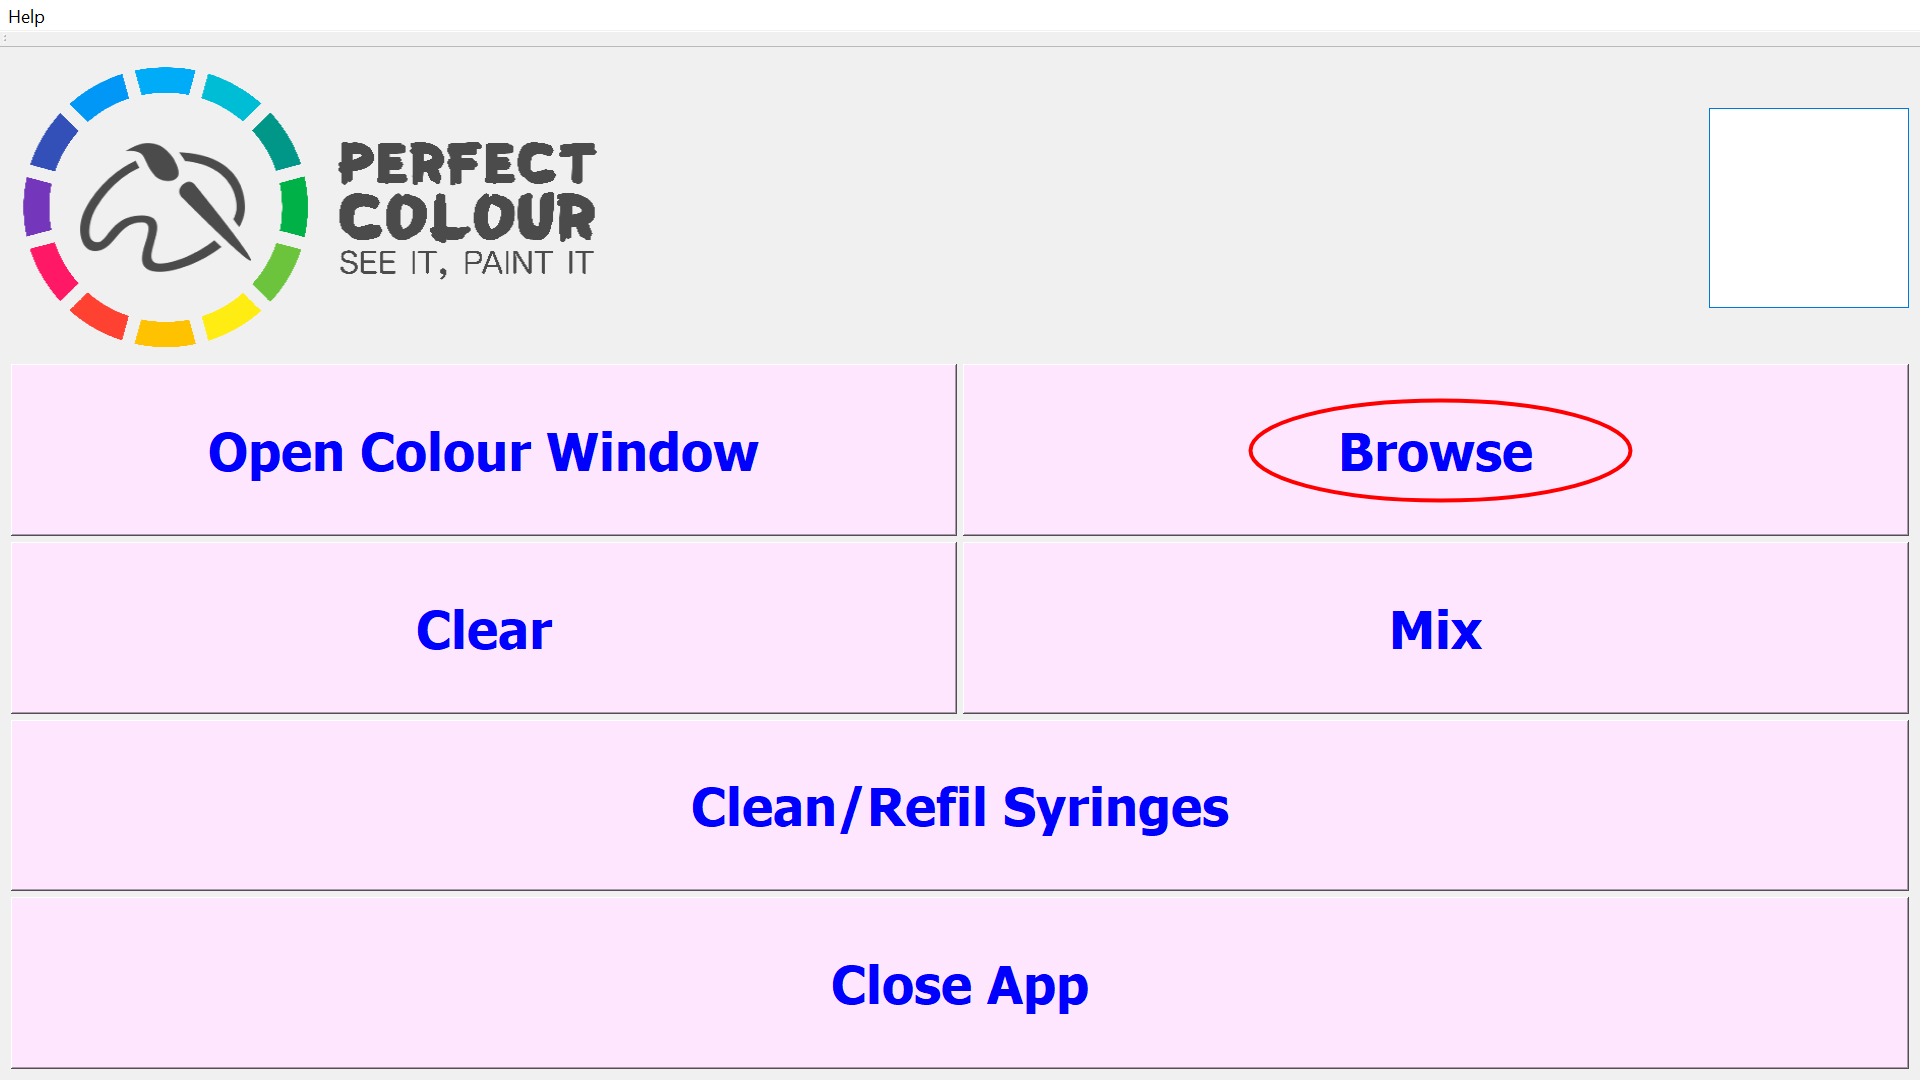 Help
PERFECT
COLOUR
SEE IT, PAINT IT
Open Colour Window
Browse
Clear
Mix
Clean/Refil Syringes
Close App